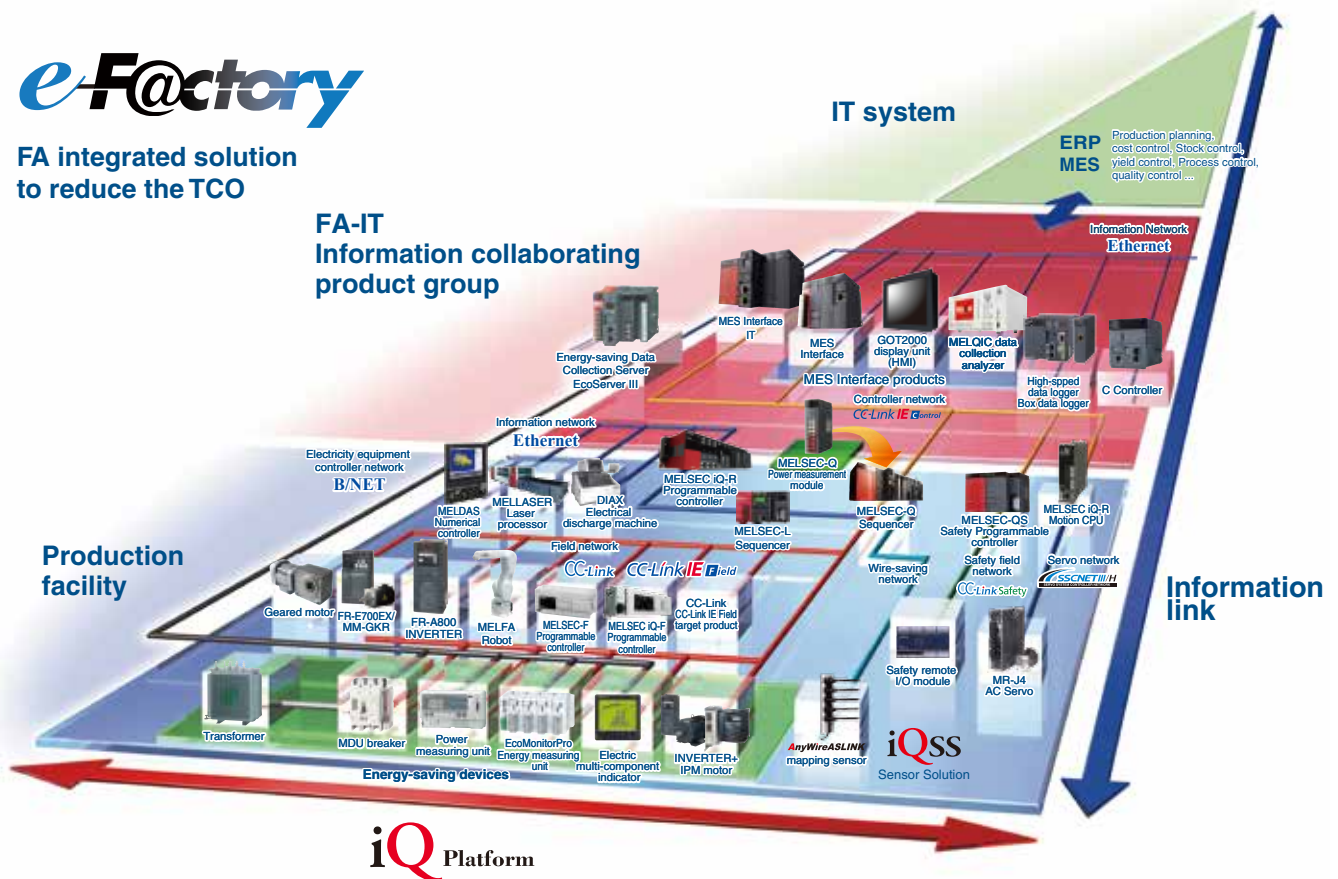 e-F@ctory
FA integrated solution
to reduce the TCO
IT system
ERP
MES
Production planning,
cost control, Stock control,
yield control, Process control,
quality control ...
FA-IT
Information collaborating
product group
Infomation Network
Ethernet
MES Interface
IT
MES
Interface
GOT2000
display unit
(HMI)
MELQIC data
collection
analyzer
High-spped
data logger
Box data logger
C Controller
MES Interface products
Energy-saving Data
Collection Server
EcoServer III
Controller network
CC-Link IE Control
Information network
Ethernet
Electricity equipment
controller network
B/NET
MELDAS
Numerical
controller
MELLASER
Laser
processor
DIAX
Electrical
discharge machine
MELSEC iQ-R
Programmable
controller
MELSEC-Q
Power measurement
module
MELSEC-L
Sequencer
MELSEC-Q
Sequencer
MELSEC-QS
Safety Programmable
controller
MELSEC iQ-R
Motion CPU
Production
facility
Field network
CC-Link
CC-Link IE Field
Wire-saving
network
Safety field
network
CC-Link Safety
Servo network
SSCNETIII/H
SERVO SYSTEM CONTROLLER NETWORK
Information
link
Geared motor
FR-E700EX/
MM-GKR
FR-A800
INVERTER
MELFA
Robot
MELSEC-F
Programmable
controller
MELSEC iQ-F
Programmable
controller
CC-Link
CC-Link IE Field
target product
Safety remote
I/O module
MR-J4
AC Servo
Transformer
MDU breaker
Power
measuring unit
EcoMonitorPro
Energy measuring
unit
Electric
multi-component
indicator
INVERTER+
IPM motor
AnyWireASLINK
mapping sensor
iQSS
Sensor Solution
Energy-saving devices
iQ Platform